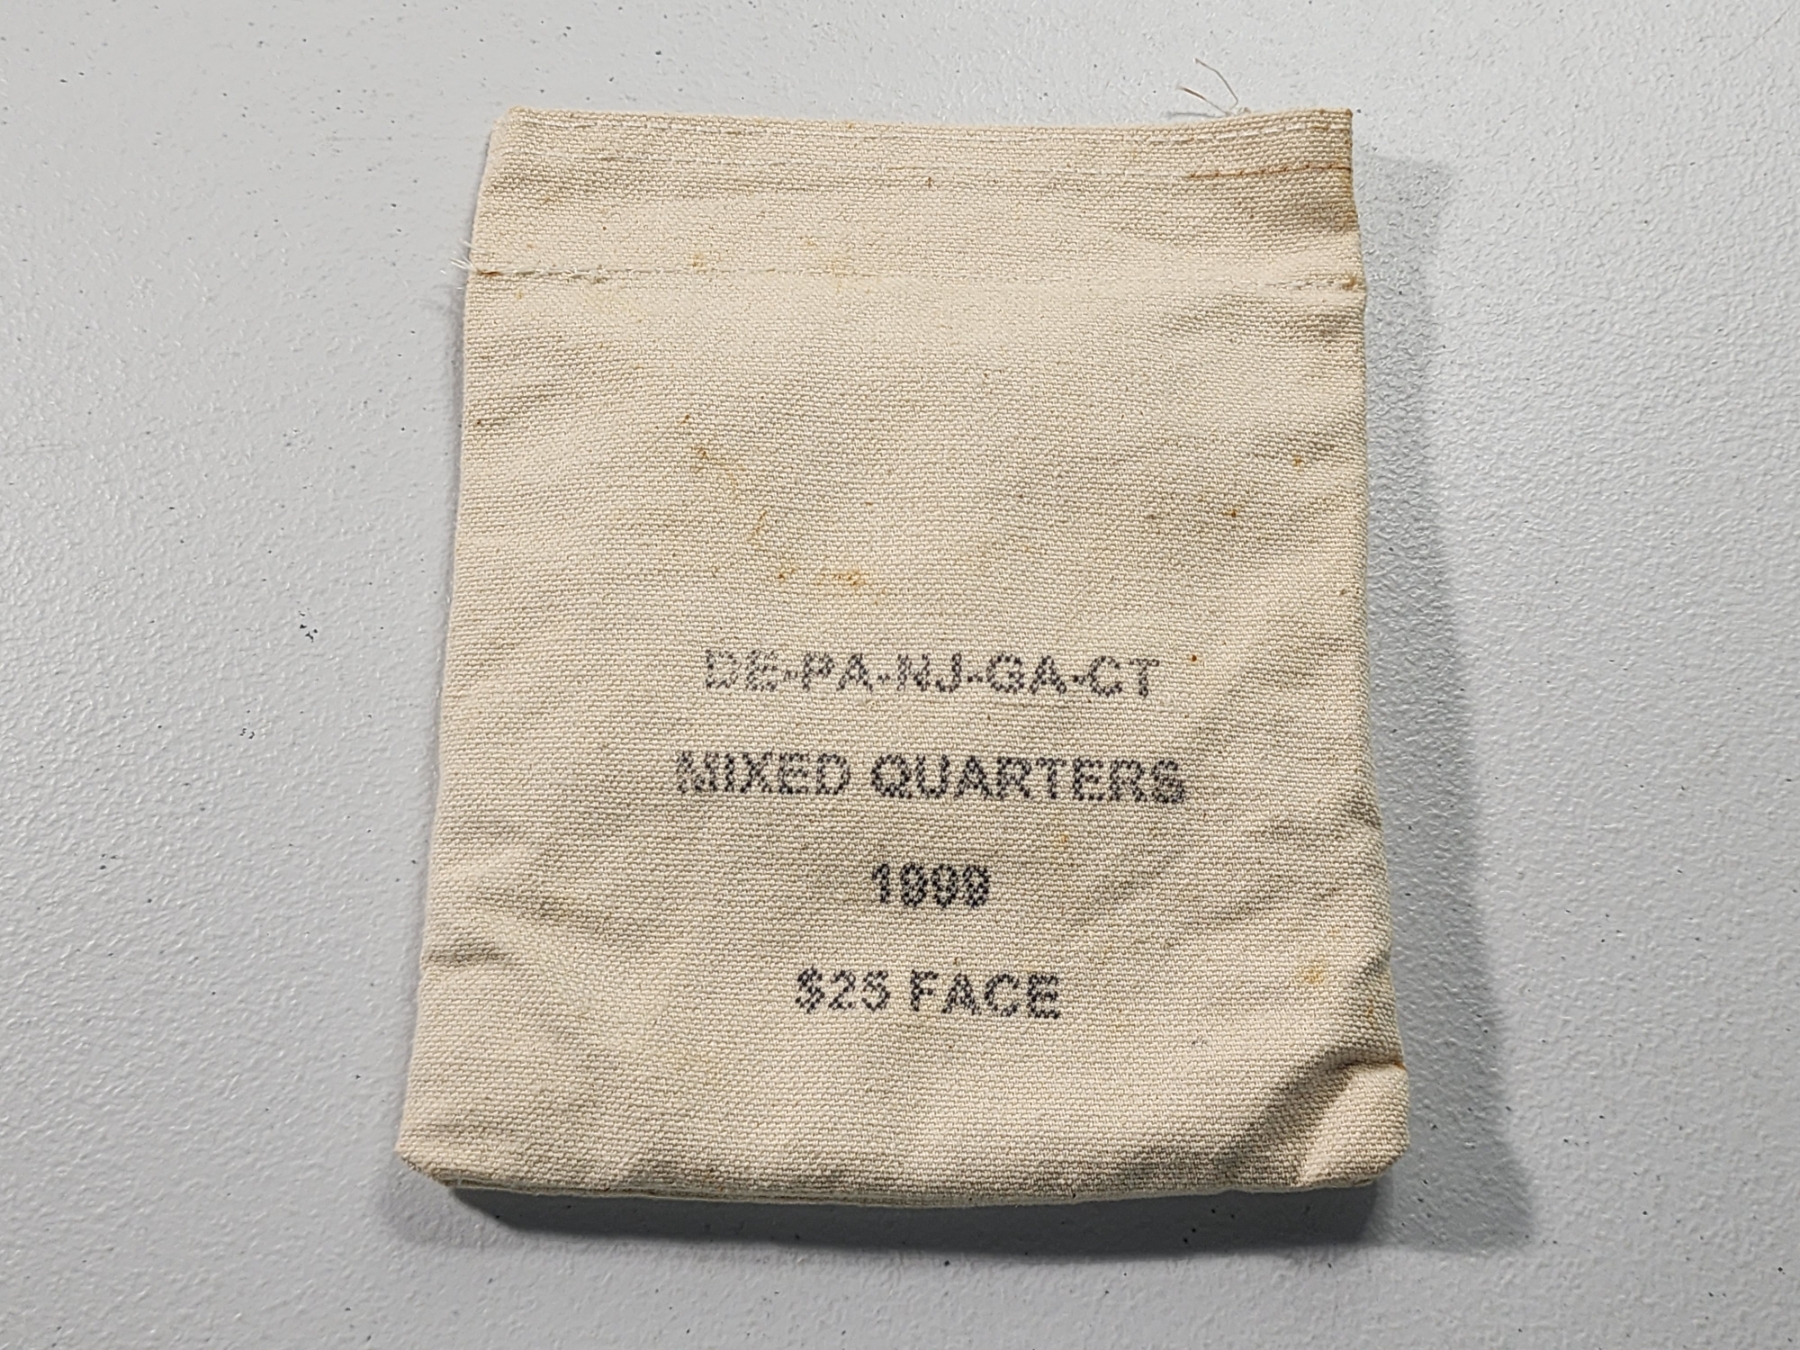 DE-PA-NJ-GA-CT
MIXED QUARTERS
1999
$25 FACE